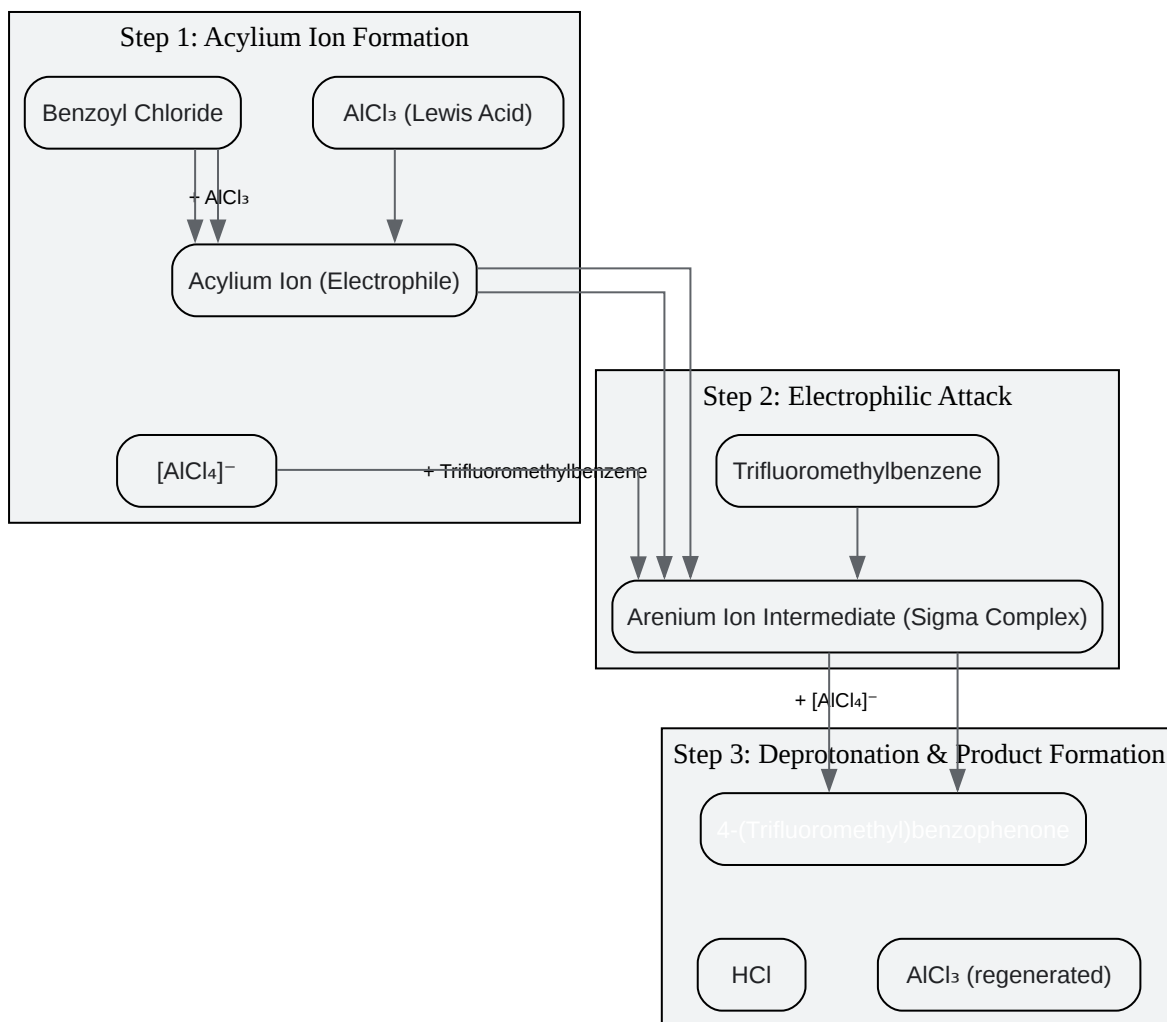 Step 1: Acylium Ion Formation
Benzoyl Chloride
AlCl₃ (Lewis Acid)
+ AlCl₃
Acylium Ion (Electrophile)
Step 2: Electrophilic Attack
[AlCl₄]⁻
+ Trifluoromethylbenzene
Trifluoromethylbenzene
Arenium Ion Intermediate (Sigma Complex)
+ [AlCl₄]⁻
Step 3: Deprotonation & Product Formation
4-(Trifluoromethyl)benzophenone
HCl
AlCl₃ (regenerated)